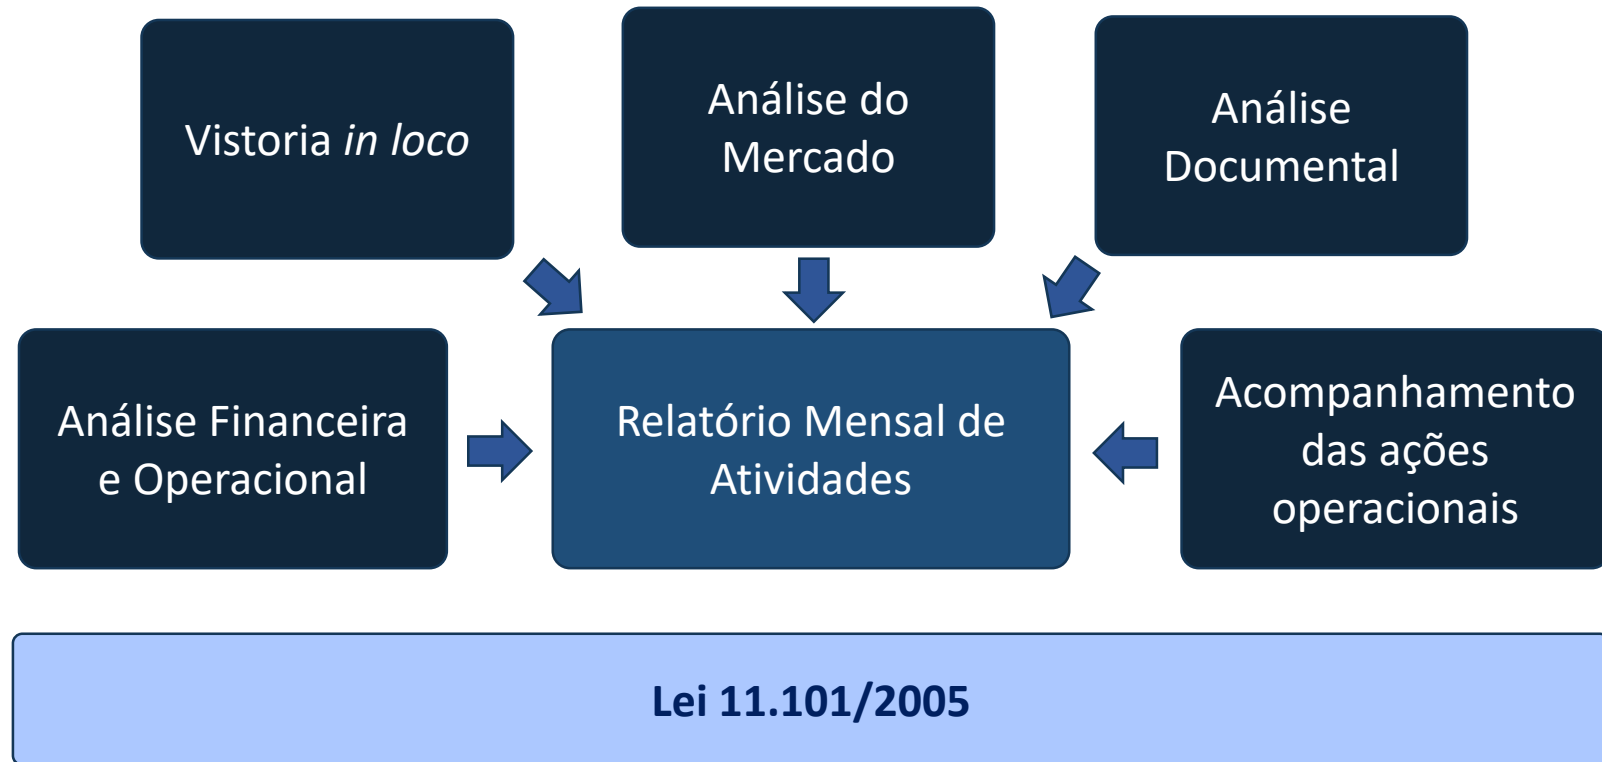 Vistoria in loco
Análise do
Mercado
Análise
Documental
Análise Financeira
e Operacional
Relatório Mensal de
Atividades
Acompanhamento
das ações
operacionais
Lei 11.101/2005